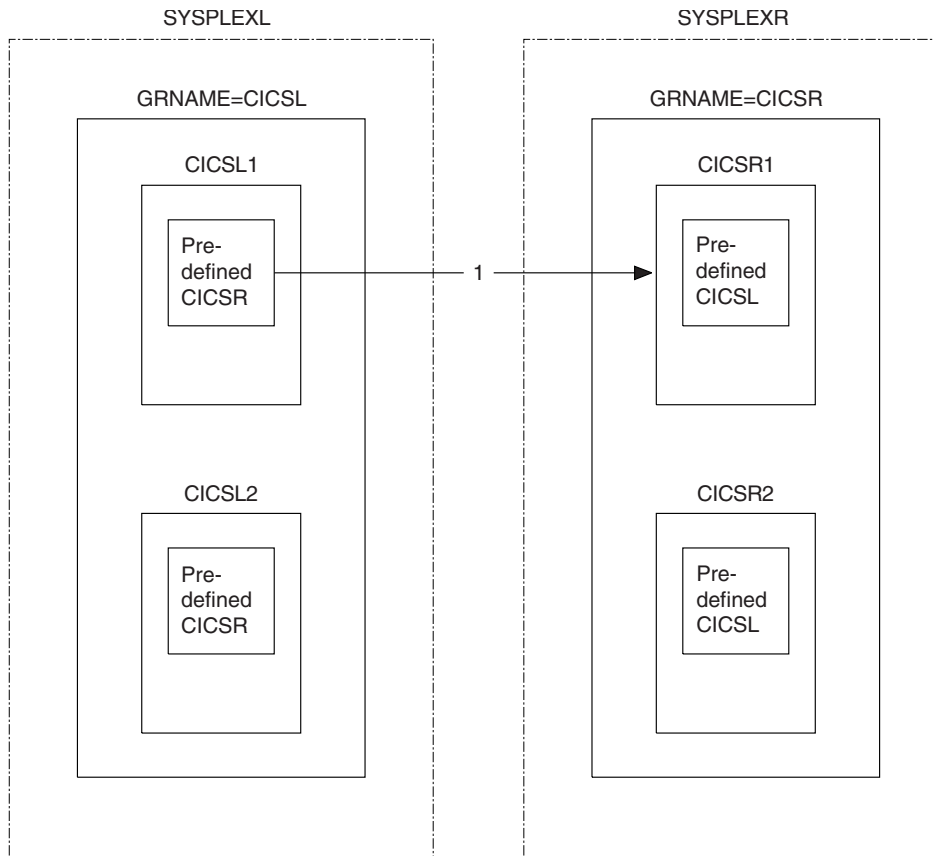 SYSPLEXL
SYSPLEXR
GRNAME=CICSL
GRNAME=CICSR
CICSL1
CICSR1
Pre-
defined
CICSR
1
Pre-
defined
CICSL
CICSL2
CICSR2
Pre-
defined
CICSR
Pre-
defined
CICSL